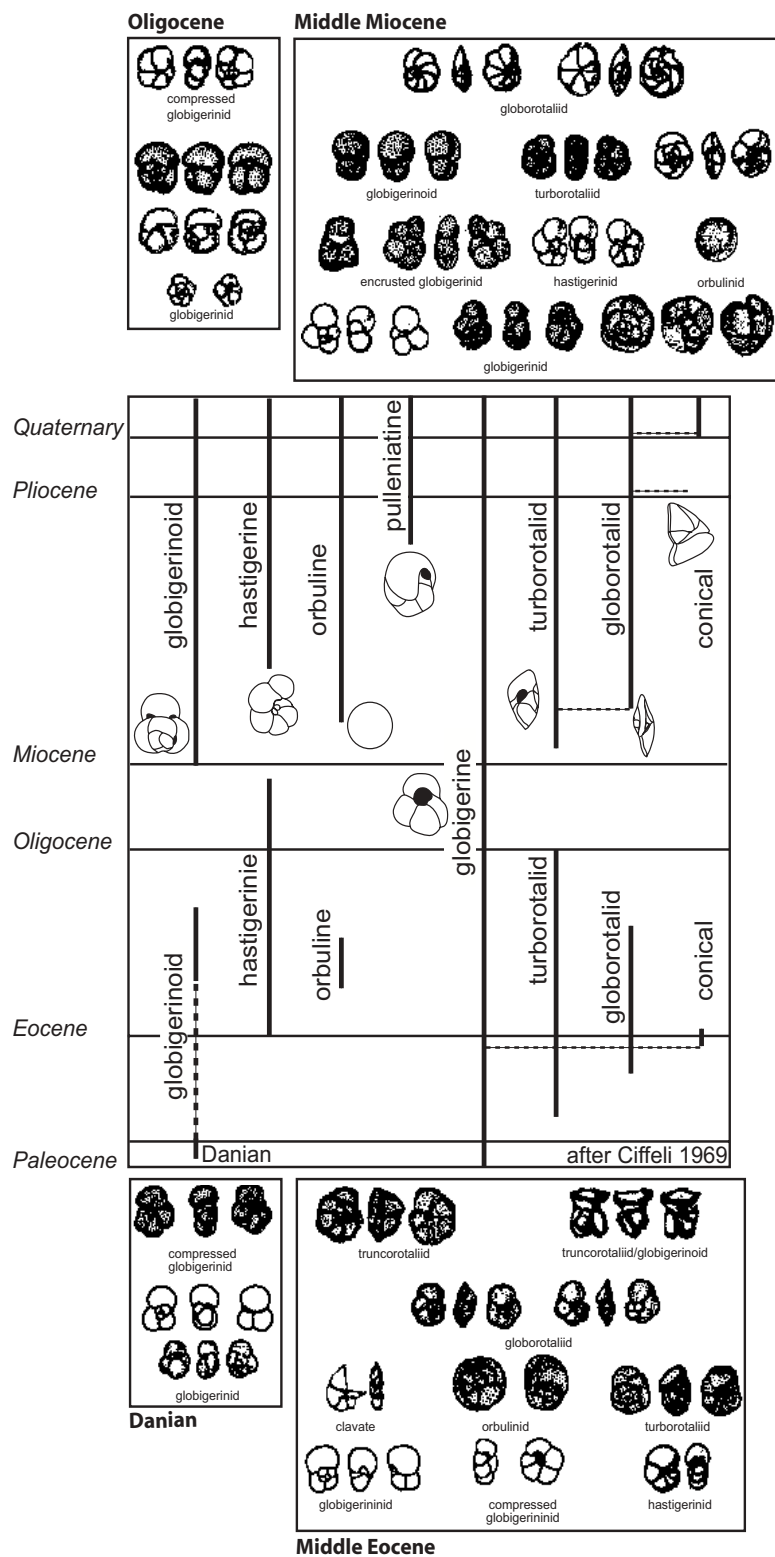 Oligocene
compressed
globigerinid
globigerinid
Middle Miocene
globorotaliid
globigerinoid
turborotaliid
encrusted globigerinid
hastigerinid
orbulinid
globigerinid
Quaternary
Pliocene
Miocene
Oligocene
Eocene
Paleocene
globigerinoid
hastigerine
orbuline
pulleniatine
turborotalid
globorotalid
conical
globigerine
globigerinoid
hastigerinie
orbuline
turborotalid
globorotalid
conical
Danian
after Ciffeli 1969
compressed
globigerinid
globigerinid
Danian
truncorotaliid
truncorotaliid/globigerinoid
globorotaliid
clavate
orbulinid
turborotaliid
globigerininid
compressed
globigerininid
hastigerinid
Middle Eocene